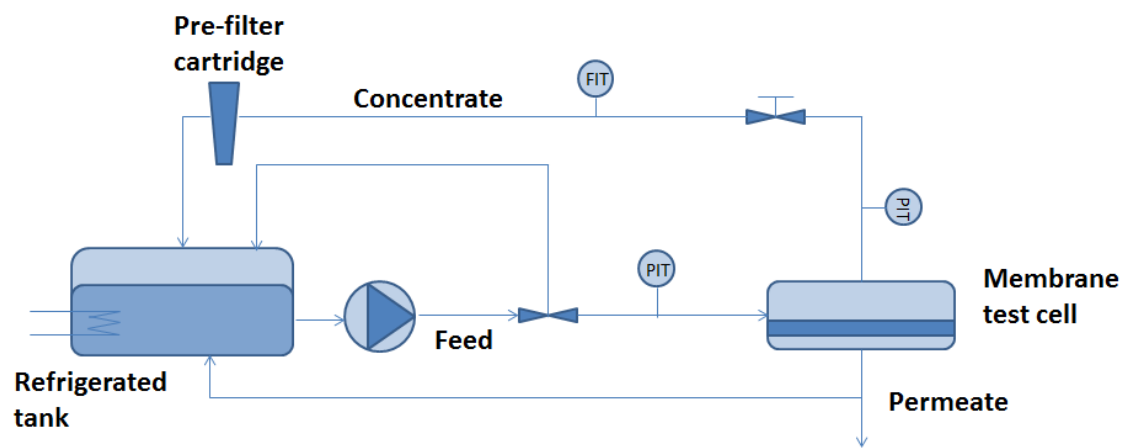 Pre-filter
cartridge
Concentrate
FIT
PIT
PIT
Membrane
test cell
Feed
Refrigerated
tank
Permeate